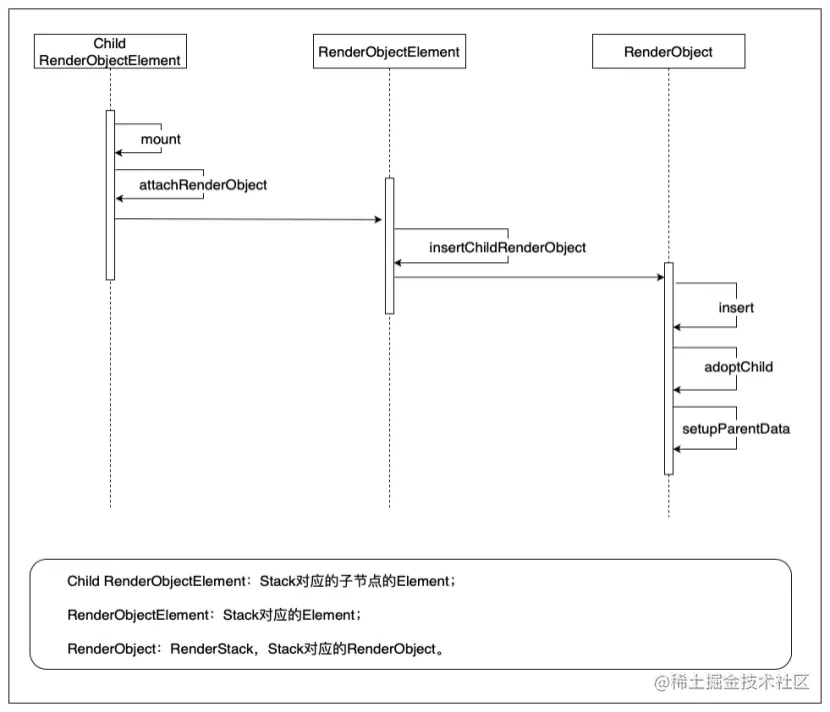 Child
RenderObjectElement
RenderObjectElement
RenderObject
mount
attachRenderObject
insertChildRenderObject
insert
adoptChild
setupParentData
Child RenderObjectElement：Stack对应的子节点的Element；
RenderObjectElement：Stack对应的Element；
RenderObject：RenderStack，Stack对应的RenderObject。
@稀土掘金技术社区